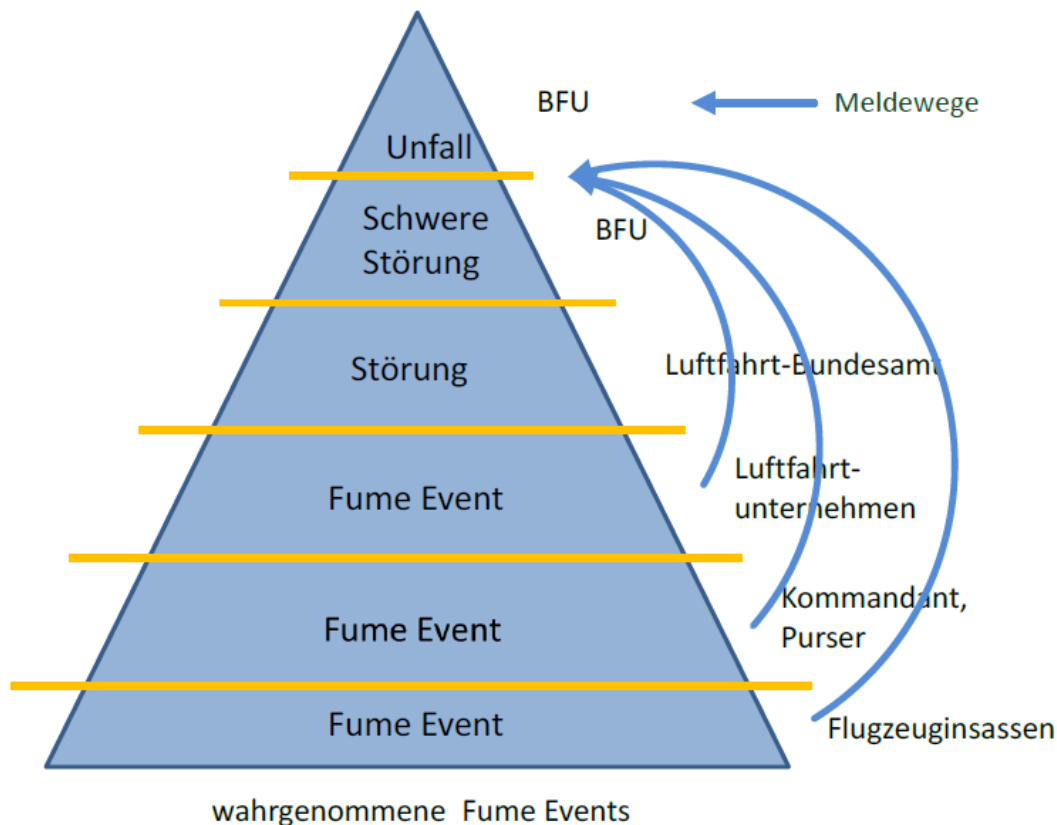 BFU
Meldewege
Unfall
Schwere
Störung
BFU
Störung
Luftfahrt-Bundesamt
Fume Event
Luftfahrt-
unternehmen
Fume Event
Kommandant,
Purser
Fume Event
Flugzeuginsassen
wahrgenommene Fume Events